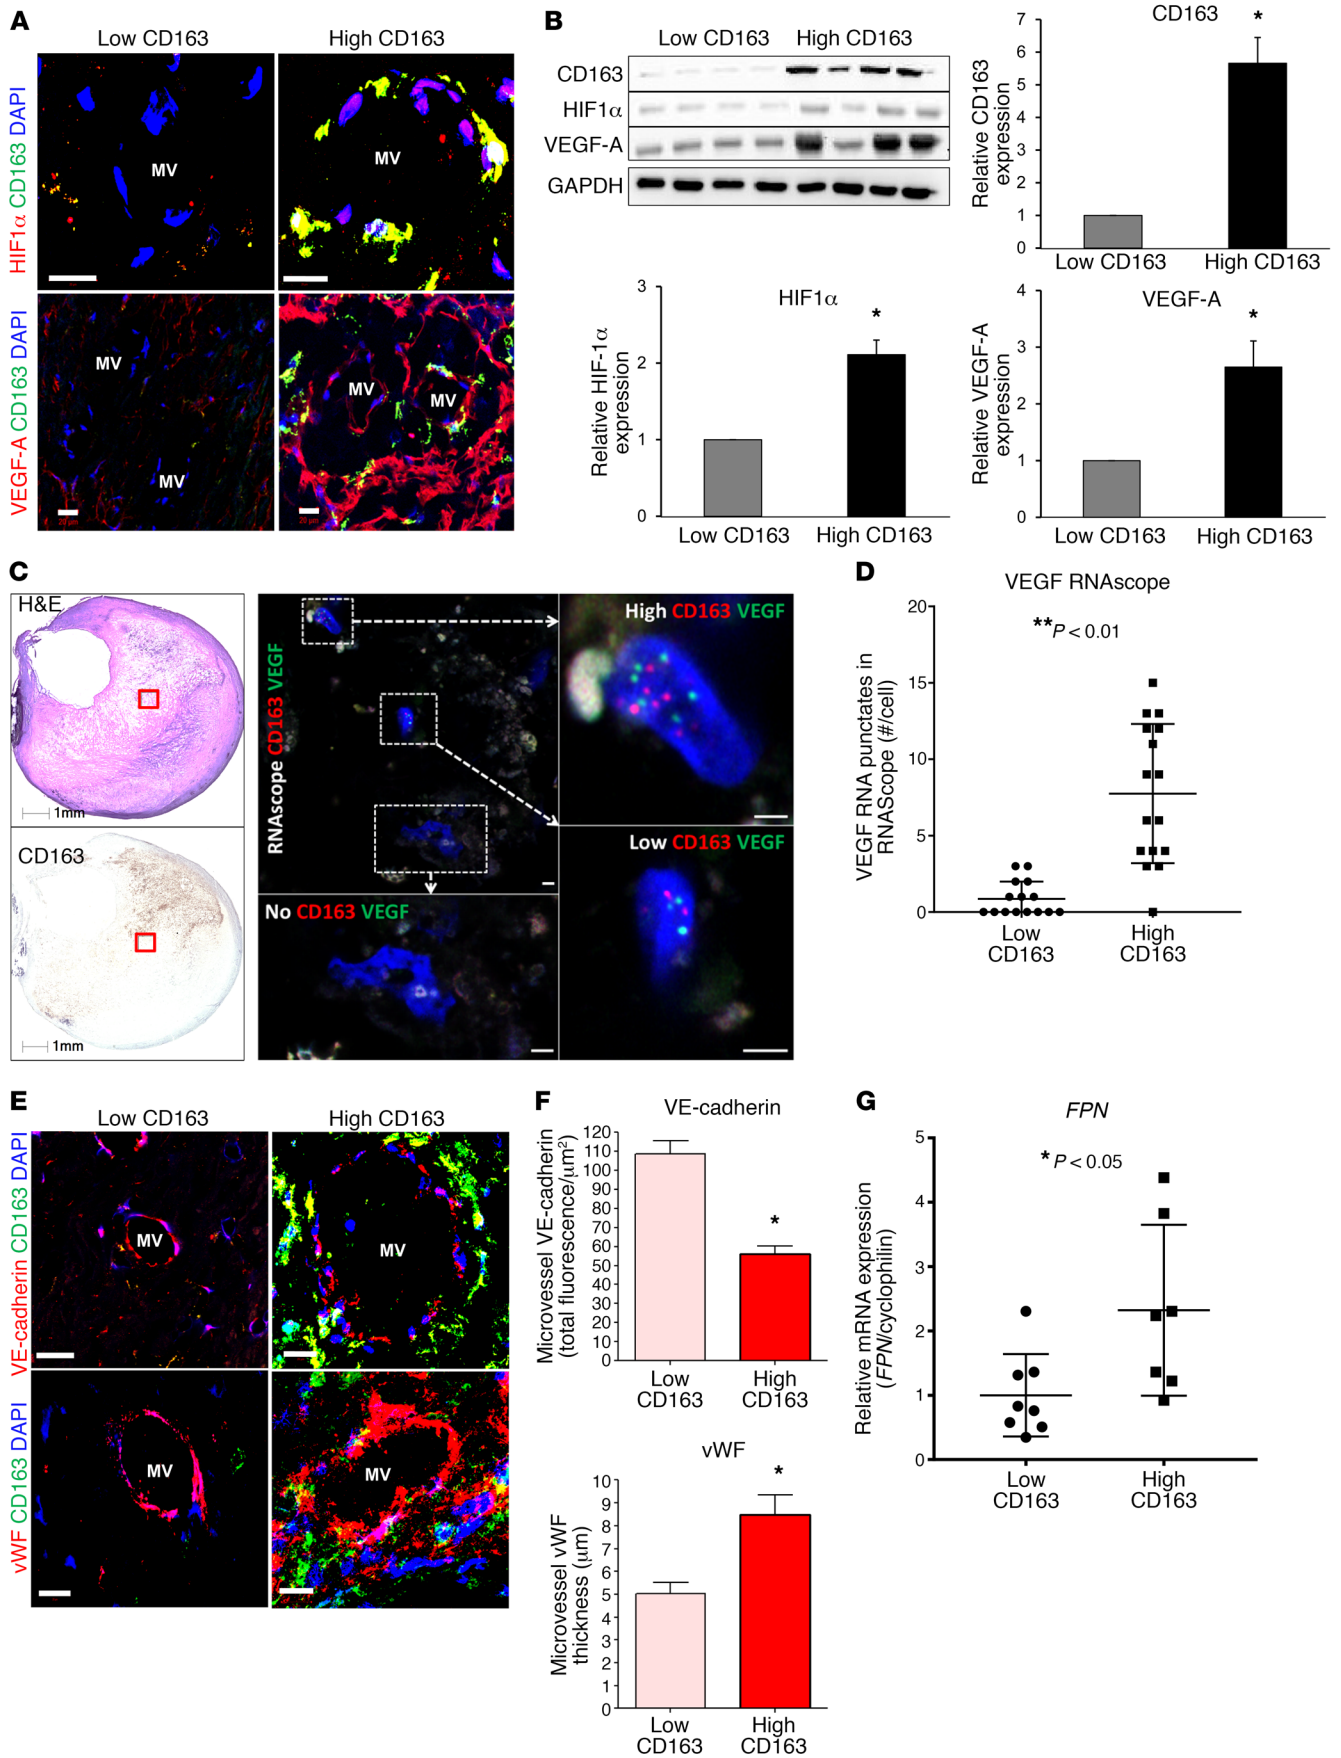 A
Low CD163
High CD163
HIF1α CD163 DAPI
MV
MV
VEGF-A CD163 DAPI
MV
MV
MV
MV
20 µm
20 µm
B
Low CD163 High CD163
CD163
HIF1α
VEGF-A
GAPDH
CD163
*
Relative CD163
expression
7
6
5
4
3
2
1
0
Low CD163
High CD163
HIF1α
*
Relative HIF-1α
expression
3
2
1
0
Low CD163
High CD163
VEGF-A
*
Relative VEGF-A
expression
4
3
2
1
0
Low CD163
High CD163
C
H&E
1mm
CD163
1mm
RNAscope CD163 VEGF
High CD163 VEGF
Low CD163 VEGF
No CD163 VEGF
D
VEGF RNAscope
**P < 0.01
VEGF RNA punctates in
RNAScope (#/cell)
20
15
10
5
0
Low
CD163
High
CD163
E
Low CD163
High CD163
VE-cadherin CD163 DAPI
MV
MV
vWF CD163 DAPI
MV
MV
F
VE-cadherin
*
Microvessel VE-cadherin
(total fluorescence/µm²)
120
110
100
90
80
70
60
50
40
30
20
10
0
Low
CD163
High
CD163
vWF
*
Microvessel vWF
thickness (µm)
10
9
8
7
6
5
4
3
2
1
0
Low
CD163
High
CD163
G
FPN
* P < 0.05
Relative mRNA expression
(FPN/cyclophilin)
5
4
3
2
1
0
Low
CD163
High
CD163